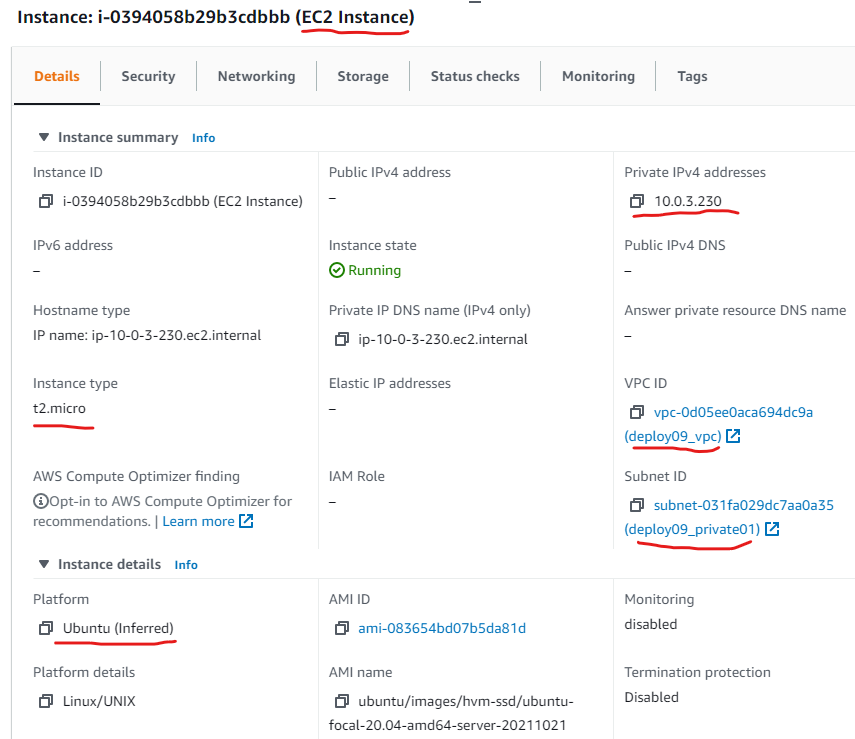 Instance: i-0394058b29b3cdbbb (EC2 Instance)
Details Security Networking Storage Status checks Monitoring Tags
Instance summary Info
Instance ID
i-0394058b29b3cdbbb (EC2 Instance)
Public IPv4 address
–
Private IPv4 addresses
10.0.3.230
IPv6 address
–
Instance state
Running
Public IPv4 DNS
–
Hostname type
IP name: ip-10-0-3-230.ec2.internal
Private IP DNS name (IPv4 only)
ip-10-0-3-230.ec2.internal
Answer private resource DNS name
–
Instance type
t2.micro
Elastic IP addresses
–
VPC ID
vpc-0d05ee0aca694dc9a
(deploy09_vpc)
AWS Compute Optimizer finding
Opt-in to AWS Compute Optimizer for
recommendations. | Learn more
IAM Role
–
Subnet ID
subnet-031fa029dc7aa0a35
(deploy09_private01)
Instance details Info
Platform
Ubuntu (Inferred)
AMI ID
ami-083654bd07b5da81d
Monitoring
disabled
Platform details
Linux/UNIX
AMI name
ubuntu/images/hvm-ssd/ubuntu-
focal-20.04-amd64-server-20211021
Termination protection
Disabled